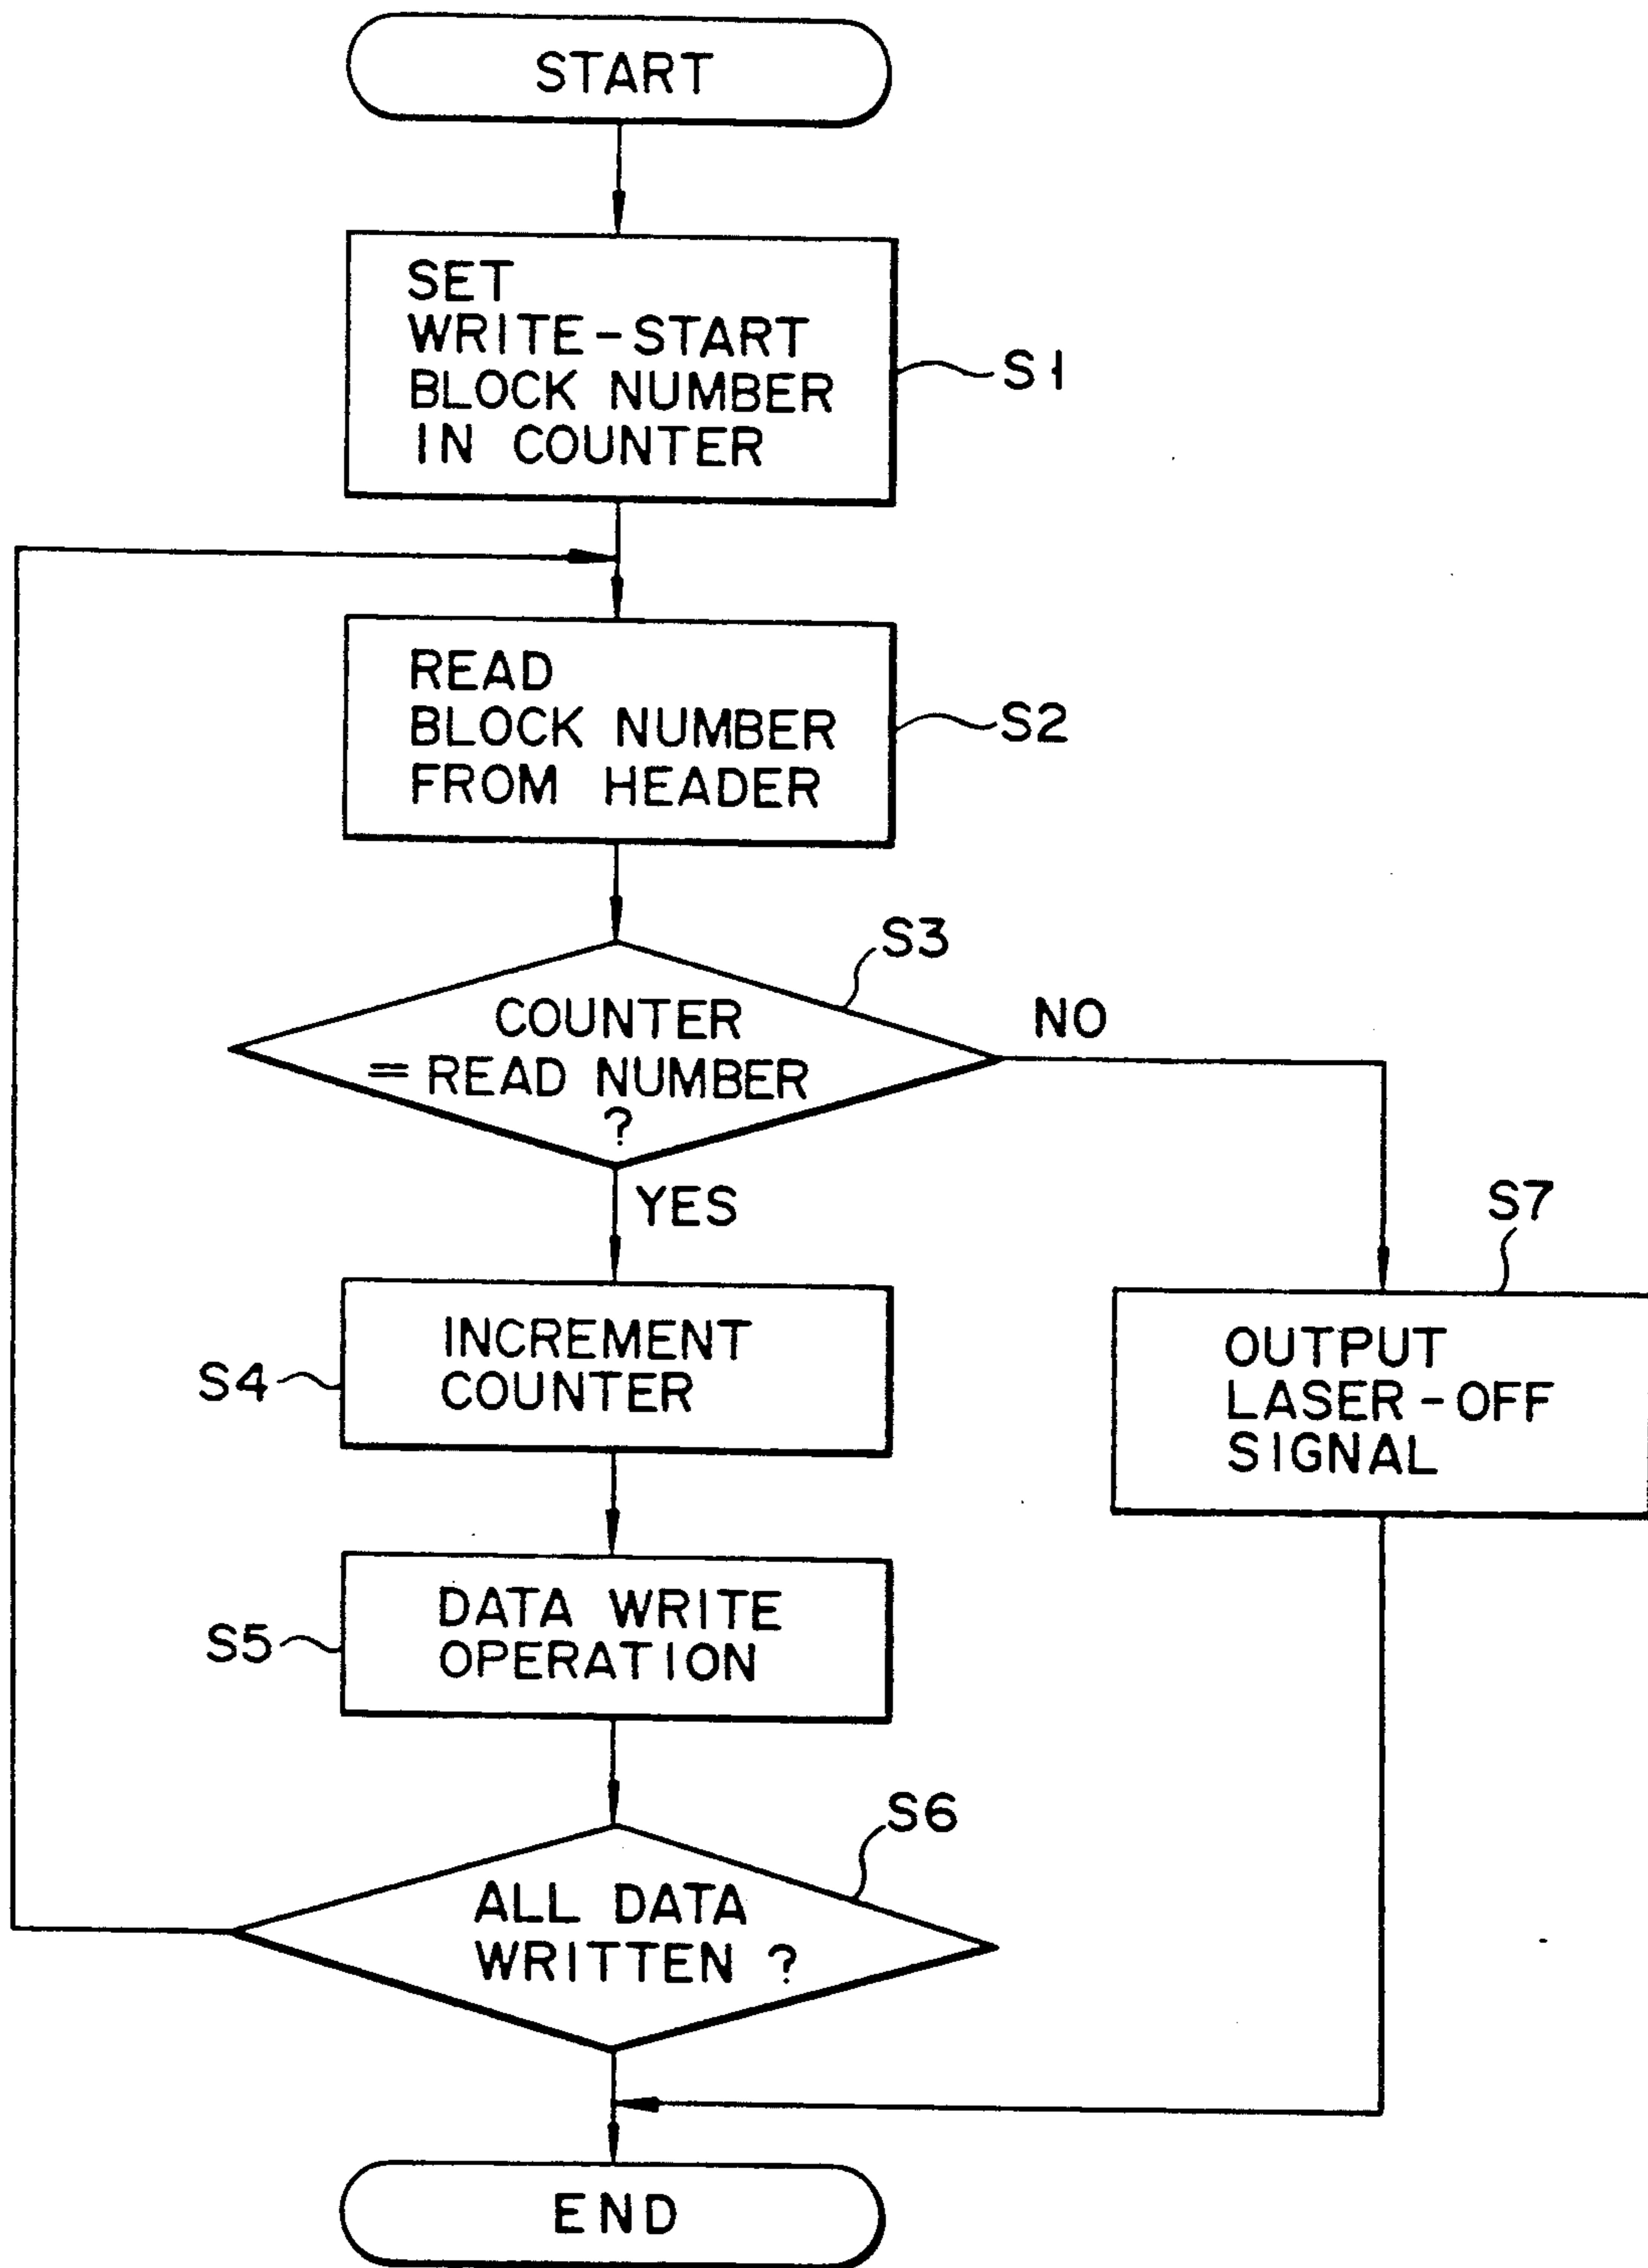 START
SET
WRITE-START
BLOCK NUMBER
IN COUNTER
S1
READ
BLOCK NUMBER
FROM HEADER
S2
S3
COUNTER
= READ NUMBER
?
NO
YES
S7
INCREMENT
COUNTER
S4
OUTPUT
LASER-OFF
SIGNAL
DATA WRITE
OPERATION
S5
S6
ALL DATA
WRITTEN ?
END